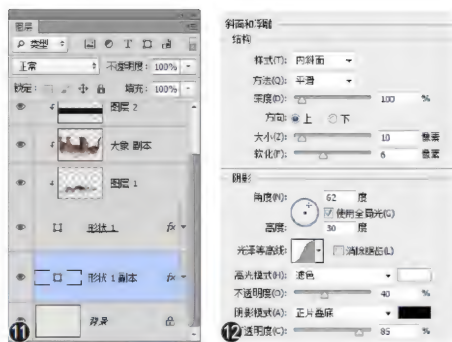 图层
类型
正常 不透明度: 100%
锁定: 填充: 100%
图层 2
大象 副本
图层 1
形状 1 fx
形状 1 副本 fx
背景
11
斜面和浮雕
结构
样式(T): 内斜面
方法(Q): 平滑
深度(D): 100 %
方向: 上 下
大小(Z): 10 像素
软化(F): 6 像素
阴影
角度(N): 62 度
使用全局光(G)
高度: 30 度
光泽等高线: 消除锯齿(L)
高光模式(H): 滤色
不透明度(O): 40 %
阴影模式(A): 正片叠底
不透明度(C): 85 %
12